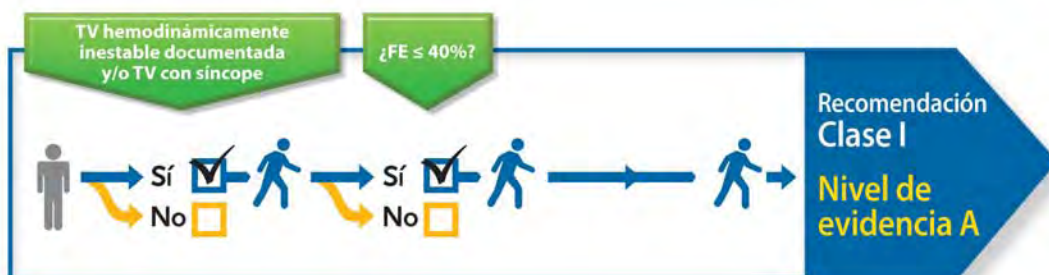 TV hemodinámicamente
inestable documentada
y/o TV con síncope
¿FE ≤ 40%?
Sí
No
Sí
No
Recomendación
Clase I
Nivel de
evidencia A